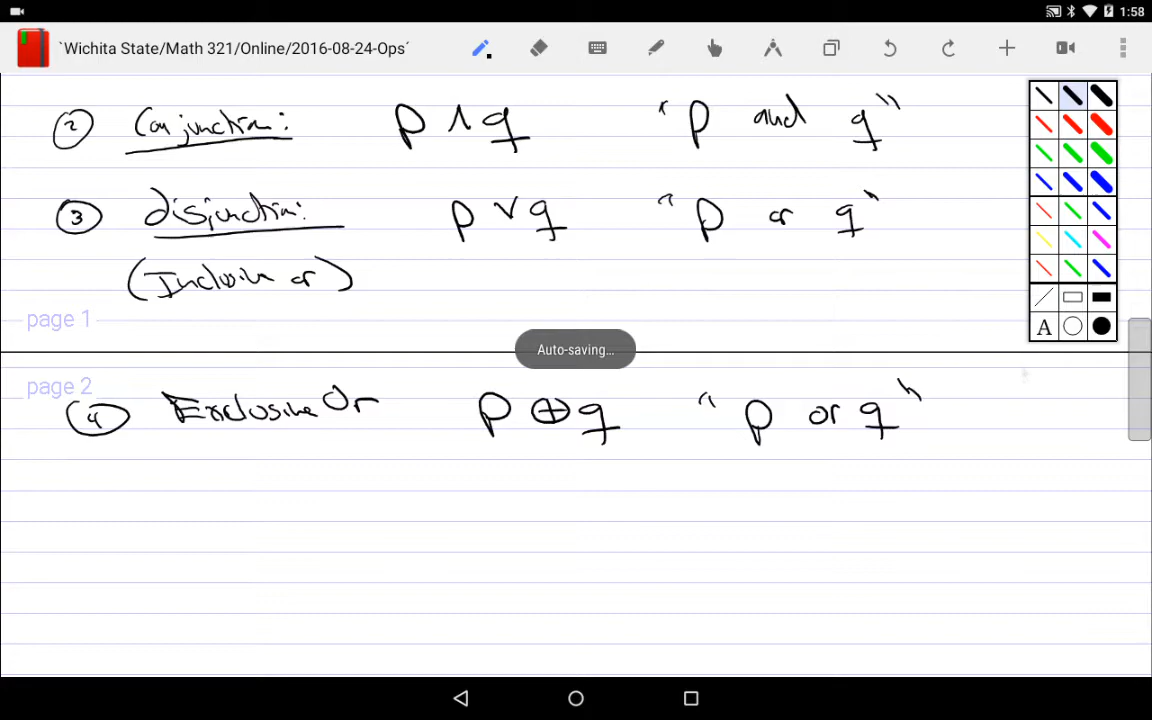 1:58
`Wichita State/Math 321/Online/2016-08-24-Ops´
② Conjunction: p ∧ q "p and q"
③ disjunction: p ∨ q "p or q"
(Inclusive or)
page 1
Auto-saving...
page 2
④ Exclusive Or p ⊕ q "p or q"
A